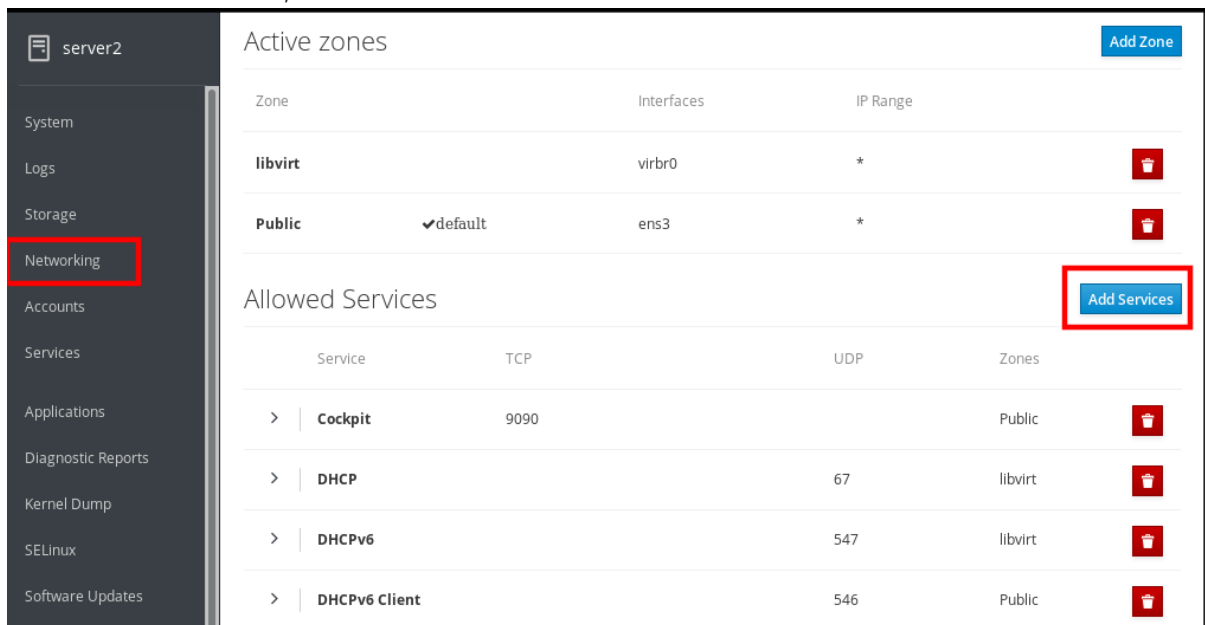 server2
System
Logs
Storage
Networking
Accounts
Services
Applications
Diagnostic Reports
Kernel Dump
SELinux
Software Updates
Active zones
Add Zone
Zone Interfaces IP Range
libvirt virbr0 *
Public ✔default ens3 *
Allowed Services
Add Services
Service TCP UDP Zones
Cockpit 9090 Public
DHCP 67 libvirt
DHCPv6 547 libvirt
DHCPv6 Client 546 Public